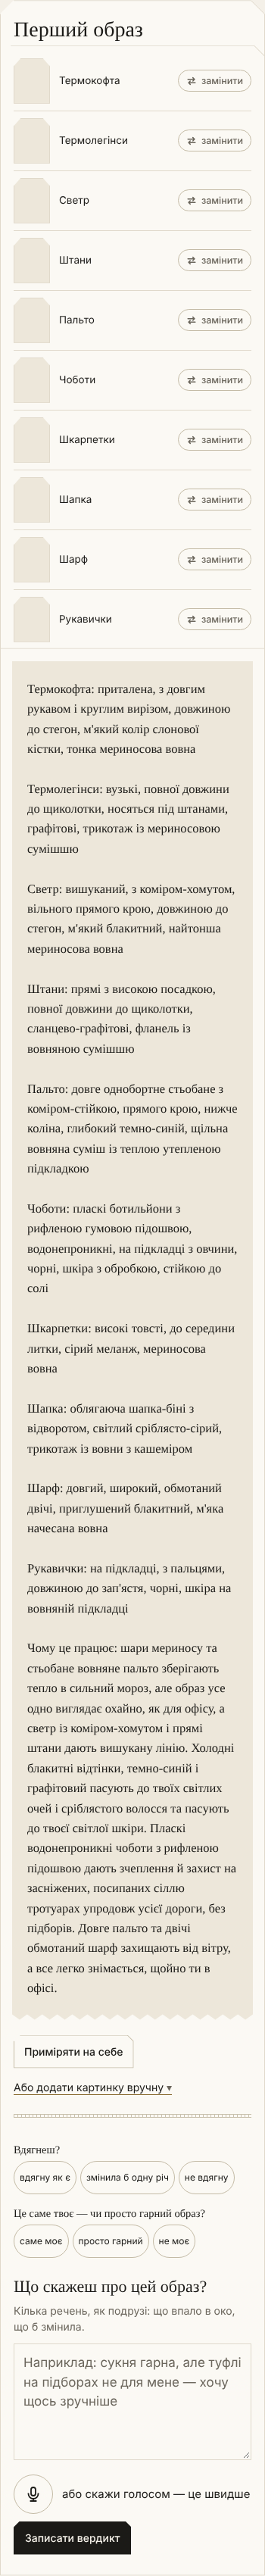 Перший образ
Термокофта
замінити
Термолегінси
замінити
Светр
замінити
Штани
замінити
Пальто
замінити
Чоботи
замінити
Шкарпетки
замінити
Шапка
замінити
Шарф
замінити
Рукавички
замінити
Термокофта: приталена, з довгим
рукавом і круглим вирізом, довжиною
до стегон, м'який колір слонової
кістки, тонка мериносова вовна
Термолегінси: вузькі, повної довжини
до щиколотки, носяться під штанами,
графітові, трикотаж із мериносовою
сумішшю
Светр: вишуканий, з коміром-хомутом,
вільного прямого крою, довжиною до
стегон, м'який блакитний, найтонша
мериносова вовна
Штани: прямі з високою посадкою,
повної довжини до щиколотки,
сланцево-графітові, фланель із
вовняною сумішшю
Пальто: довге однобортне стьобане з
коміром-стійкою, прямого крою, нижче
коліна, глибокий темно-синій, щільна
вовняна суміш із теплою утепленою
підкладкою
Чоботи: пласкі ботильйони з
рифленою гумовою підошвою,
водонепроникні, на підкладці з овчини,
чорні, шкіра з обробкою, стійкою до
солі
Шкарпетки: високі товсті, до середини
литки, сірий меланж, мериносова
вовна
Шапка: облягаюча шапка-біні з
відворотом, світлий сріблясто-сірий,
трикотаж із вовни з кашеміром
Шарф: довгий, широкий, обмотаний
двічі, приглушений блакитний, м'яка
начесана вовна
Рукавички: на підкладці, з пальцями,
довжиною до зап'ястя, чорні, шкіра на
вовняній підкладці
Чому це працює: шари мериносу та
стьобане вовняне пальто зберігають
тепло в сильний мороз, але образ усе
одно виглядає охайно, як для офісу, а
светр із коміром-хомутом і прямі
штани дають вишукану лінію. Холодні
блакитні відтінки, темно-синій і
графітовий пасують до твоїх світлих
очей і сріблястого волосся та пасують
до твоєї світлої шкіри. Пласкі
водонепроникні чоботи з рифленою
підошвою дають зчеплення й захист на
засніжених, посипаних сіллю
тротуарах упродовж усієї дороги, без
підборів. Довге пальто та двічі
обмотаний шарф захищають від вітру,
а все легко знімається, щойно ти в
офісі.
Приміряти на себе
Або додати картинку вручну ▾
Вдягнеш?
вдягну як є
змінила б одну річ
не вдягну
Це саме твоє — чи просто гарний образ?
саме моє
просто гарний
не моє
Що скажеш про цей образ?
Кілька речень, як подрузі: що впало в око,
що б змінила.
Наприклад: сукня гарна, але туфлі
на підборах не для мене — хочу
щось зручніше
або скажи голосом — це швидше
Записати вердикт